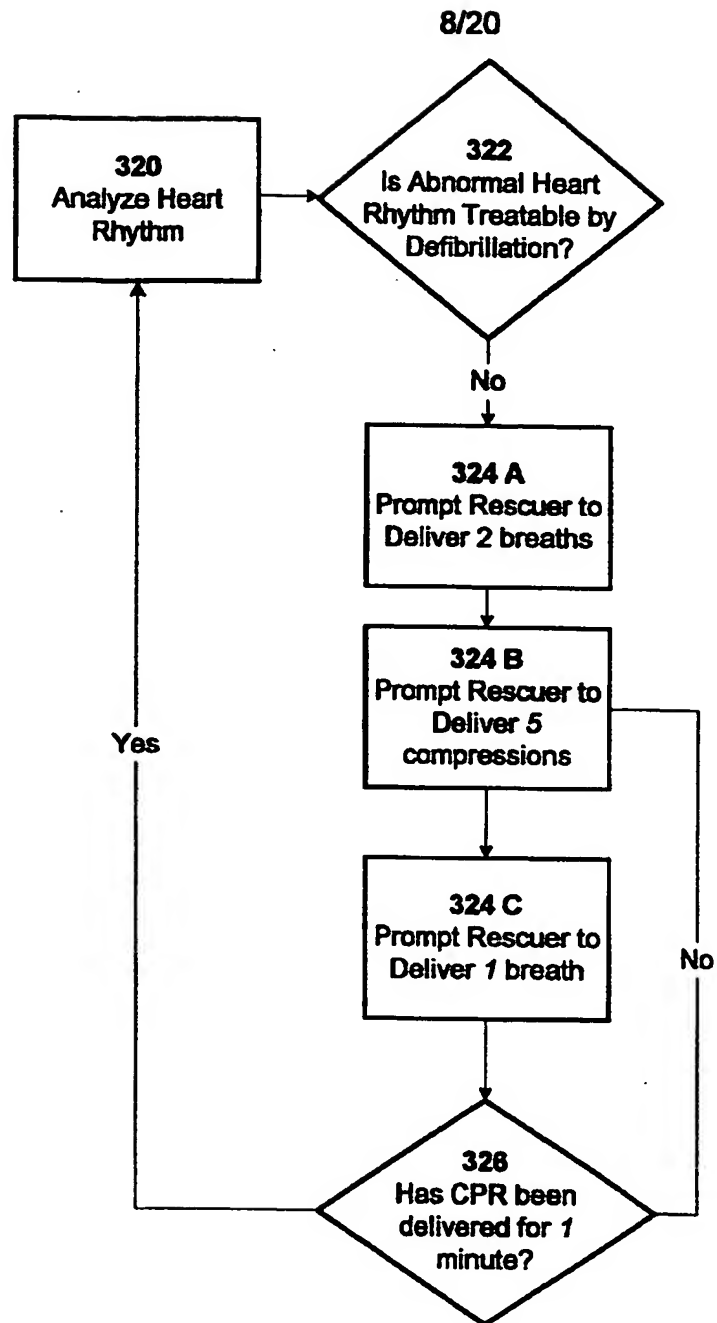 8/20
320
Analyze Heart
Rhythm
322
Is Abnormal Heart
Rhythm Treatable by
Defibrillation?
No
324 A
Prompt Rescuer to
Deliver 2 breaths
324 B
Prompt Rescuer to
Deliver 5
compressions
Yes
324 C
Prompt Rescuer to
Deliver 1 breath
No
326
Has CPR been
delivered for 1
minute?